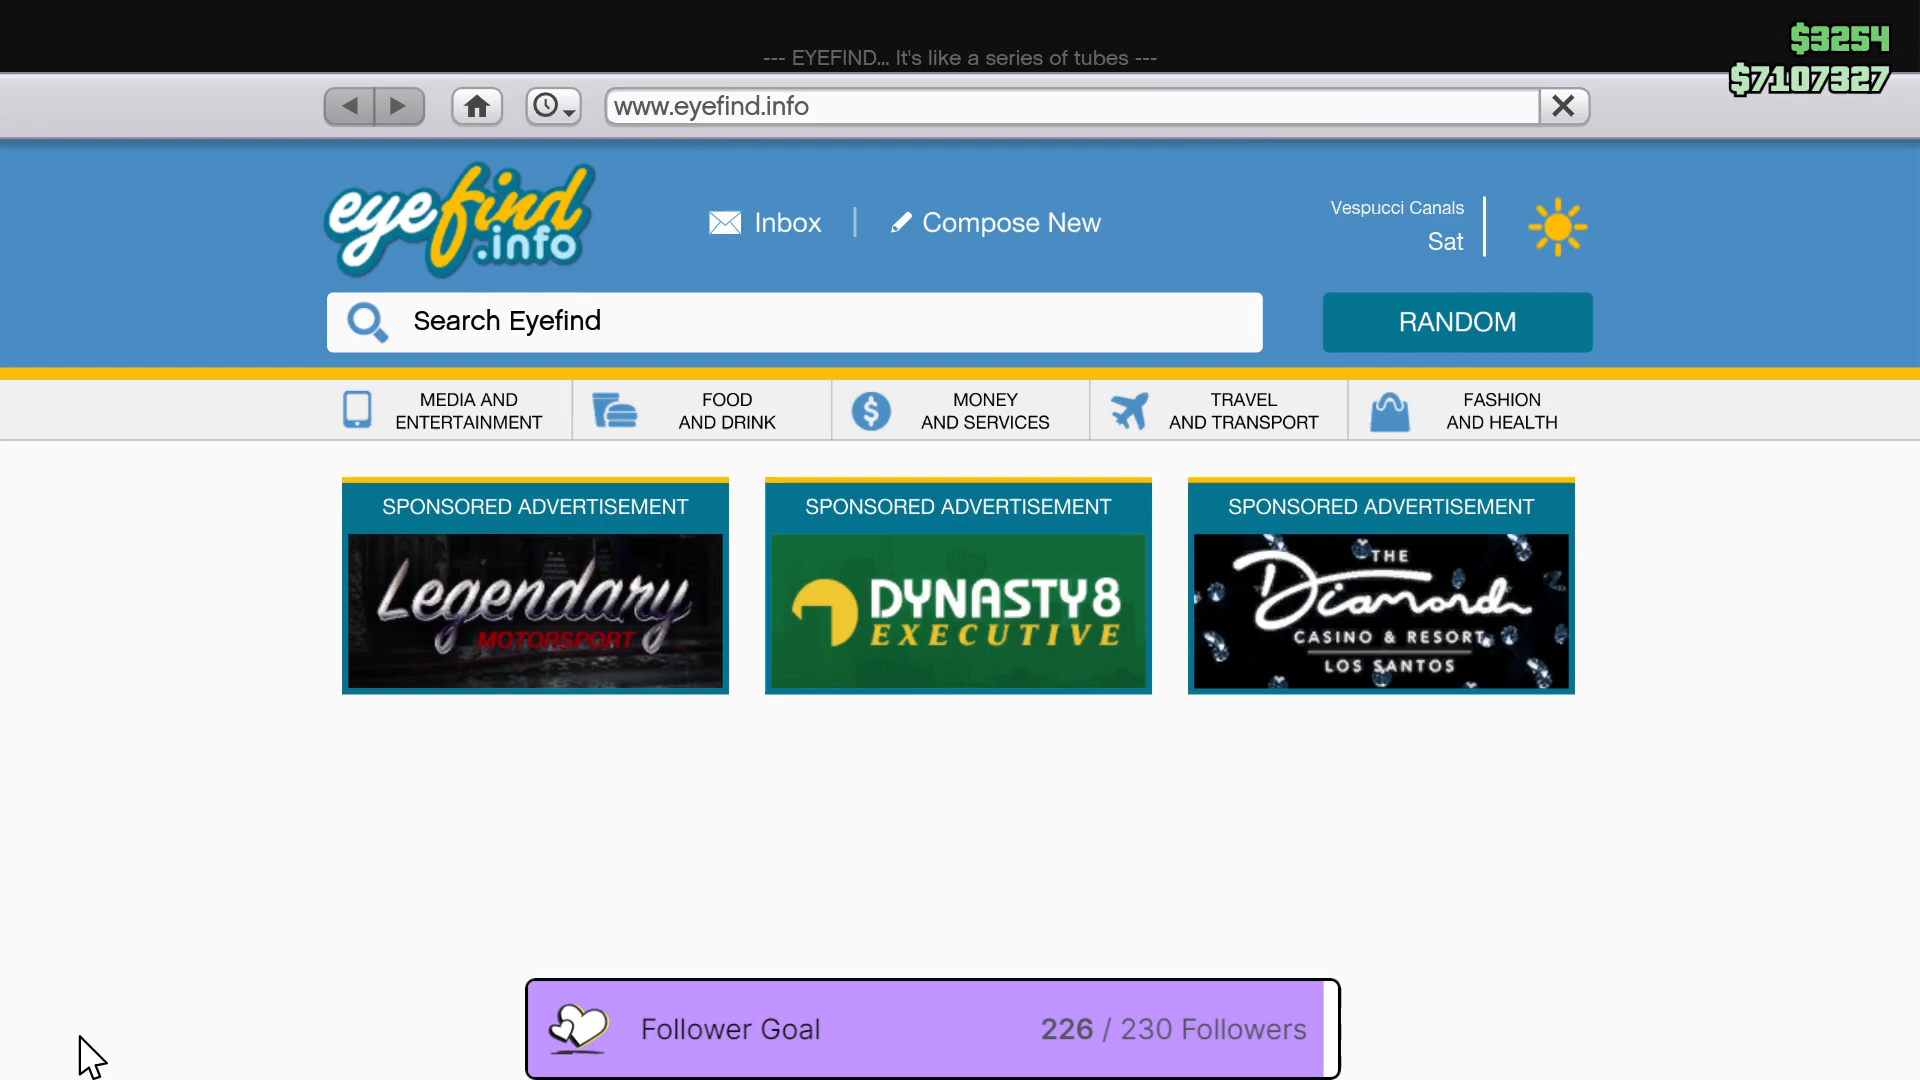 --- EYEFIND... It's like a series of tubes ---
$3254
$7107327
www.eyefind.info
eyefind
.info
Inbox
Compose New
Vespucci Canals
Sat
Search Eyefind
RANDOM
MEDIA AND
ENTERTAINMENT
FOOD
AND DRINK
MONEY
AND SERVICES
TRAVEL
AND TRANSPORT
FASHION
AND HEALTH
SPONSORED ADVERTISEMENT
Legendary
MOTORSPORT
SPONSORED ADVERTISEMENT
DYNASTY8
EXECUTIVE
SPONSORED ADVERTISEMENT
THE
Diamond
CASINO & RESORT
LOS SANTOS
Follower Goal
226 / 230 Followers